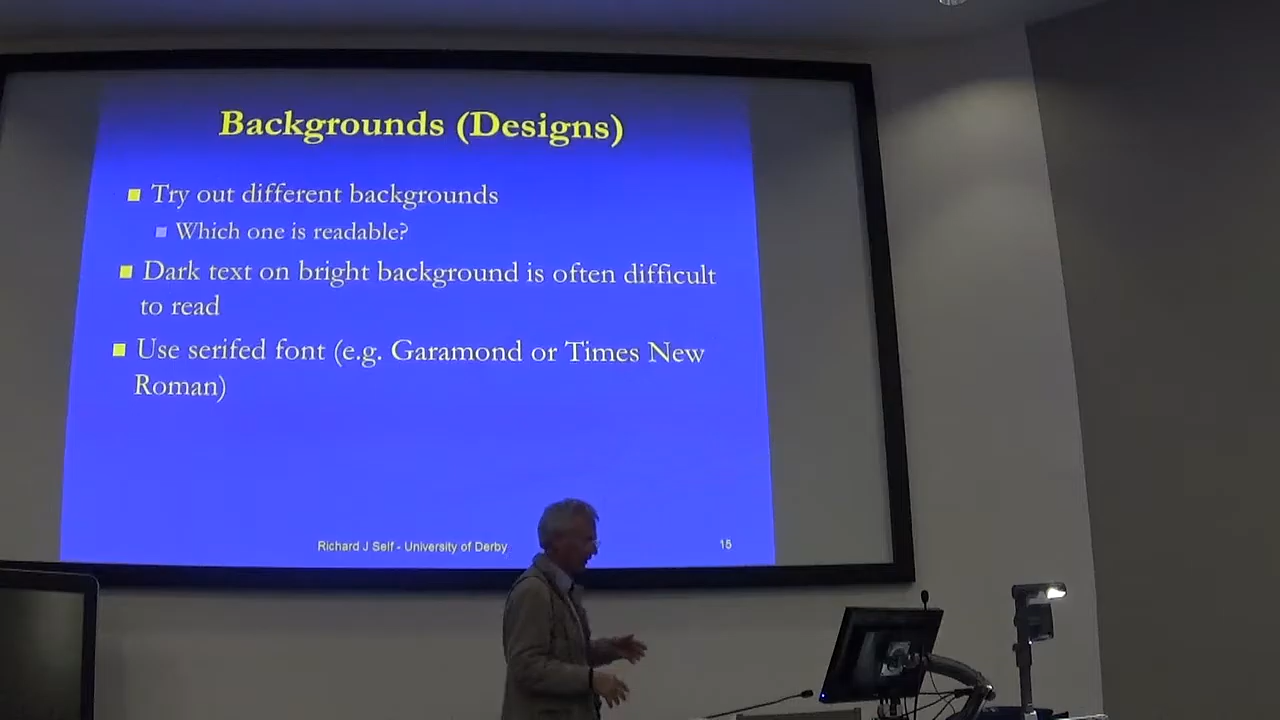 Backgrounds (Designs)
Try out different backgrounds
Which one is readable?
Dark text on bright background is often difficult
to read
Use serifed font (e.g. Garamond or Times New
Roman)
Richard J Self - University of Derby
15